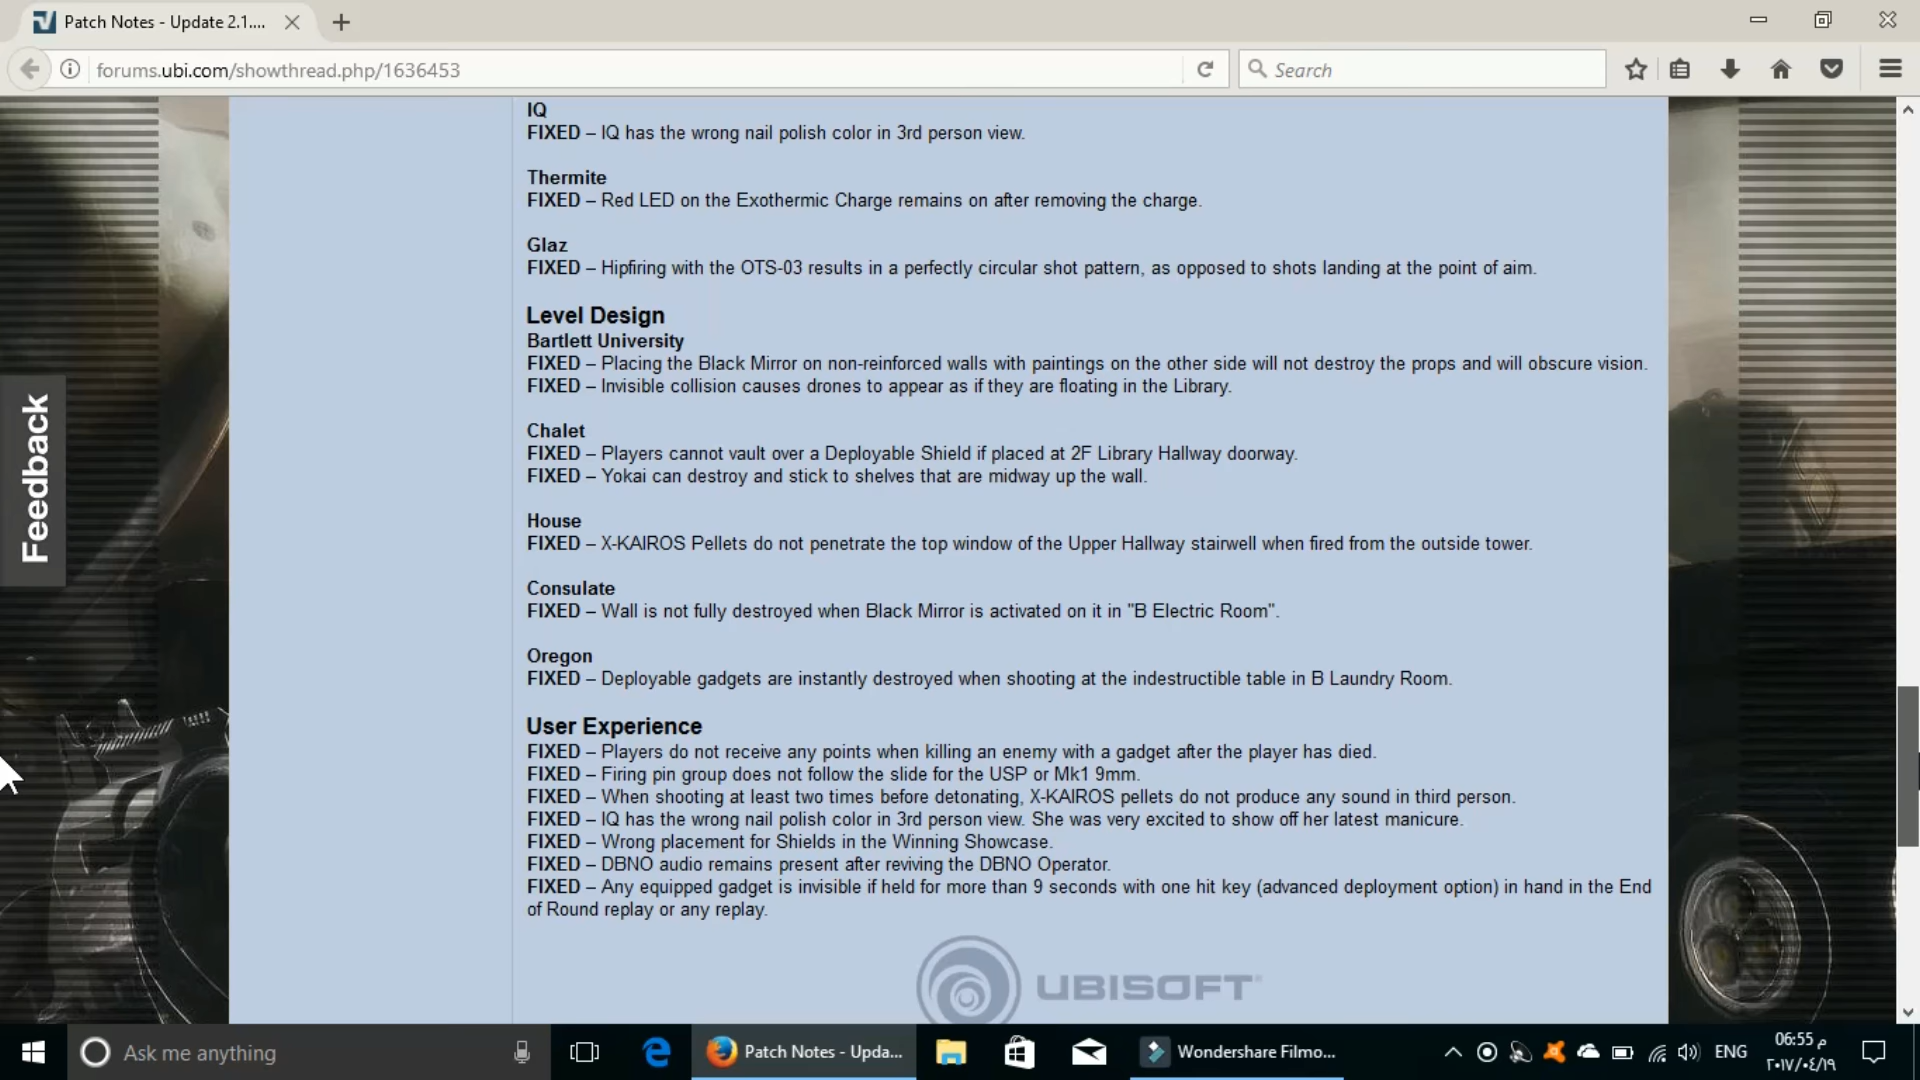 Patch Notes - Update 2.1....
forums.ubi.com/showthread.php/1636453
Search
IQ
FIXED – IQ has the wrong nail polish color in 3rd person view.
Thermite
FIXED – Red LED on the Exothermic Charge remains on after removing the charge.
Glaz
FIXED – Hipfiring with the OTS-03 results in a perfectly circular shot pattern, as opposed to shots landing at the point of aim.
Level Design
Bartlett University
FIXED – Placing the Black Mirror on non-reinforced walls with paintings on the other side will not destroy the props and will obscure vision.
FIXED – Invisible collision causes drones to appear as if they are floating in the Library.
Chalet
FIXED – Players cannot vault over a Deployable Shield if placed at 2F Library Hallway doorway.
FIXED – Yokai can destroy and stick to shelves that are midway up the wall.
House
FIXED – X-KAIROS Pellets do not penetrate the top window of the Upper Hallway stairwell when fired from the outside tower.
Consulate
FIXED – Wall is not fully destroyed when Black Mirror is activated on it in "B Electric Room".
Oregon
FIXED – Deployable gadgets are instantly destroyed when shooting at the indestructible table in B Laundry Room.
User Experience
FIXED – Players do not receive any points when killing an enemy with a gadget after the player has died.
FIXED – Firing pin group does not follow the slide for the USP or Mk1 9mm.
FIXED – When shooting at least two times before detonating, X-KAIROS pellets do not produce any sound in third person.
FIXED – IQ has the wrong nail polish color in 3rd person view. She was very excited to show off her latest manicure.
FIXED – Wrong placement for Shields in the Winning Showcase.
FIXED – DBNO audio remains present after reviving the DBNO Operator.
FIXED – Any equipped gadget is invisible if held for more than 9 seconds with one hit key (advanced deployment option) in hand in the End
of Round replay or any replay.
UBISOFT
Feedback
Ask me anything
Patch Notes - Upda...
Wondershare Filmo...
ENG
06:55 م
٢٠١٧/٠٤/١٩